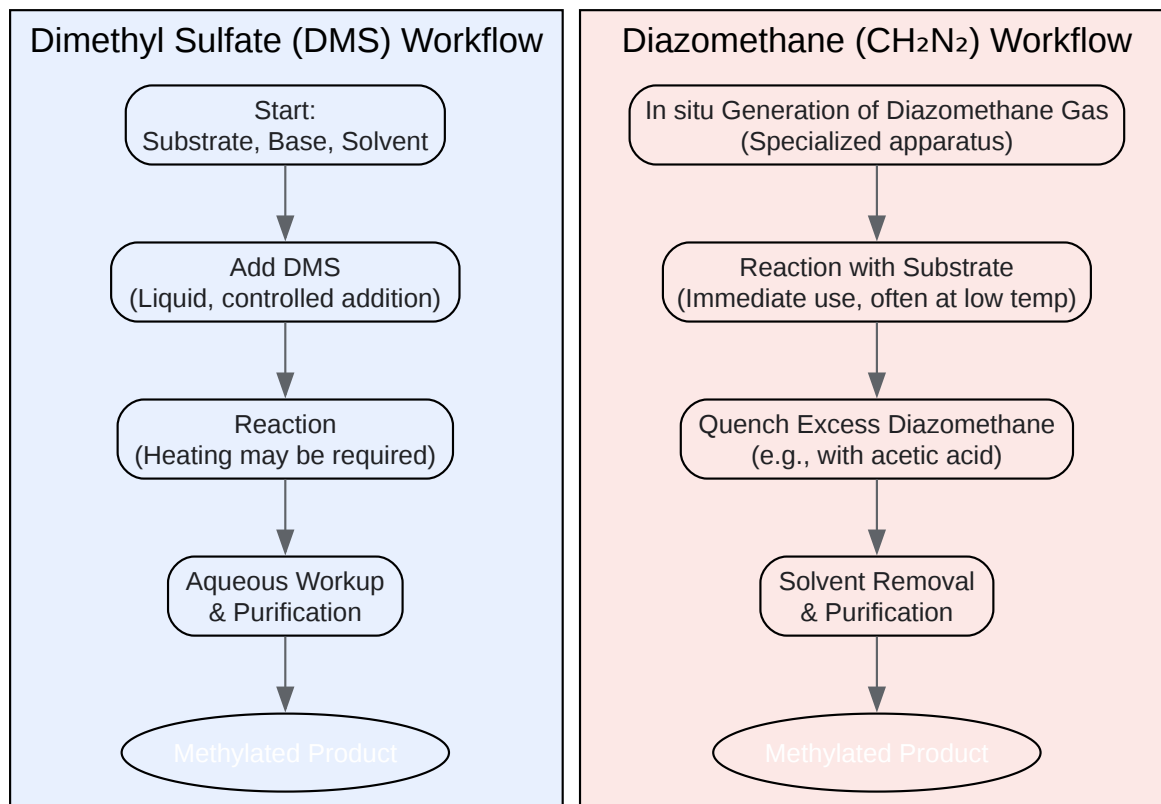 Dimethyl Sulfate (DMS) Workflow
Start:
Substrate, Base, Solvent
Add DMS
(Liquid, controlled addition)
Reaction
(Heating may be required)
Aqueous Workup
& Purification
Methylated Product
Diazomethane (CH₂N₂) Workflow
In situ Generation of Diazomethane Gas
(Specialized apparatus)
Reaction with Substrate
(Immediate use, often at low temp)
Quench Excess Diazomethane
(e.g., with acetic acid)
Solvent Removal
& Purification
Methylated Product